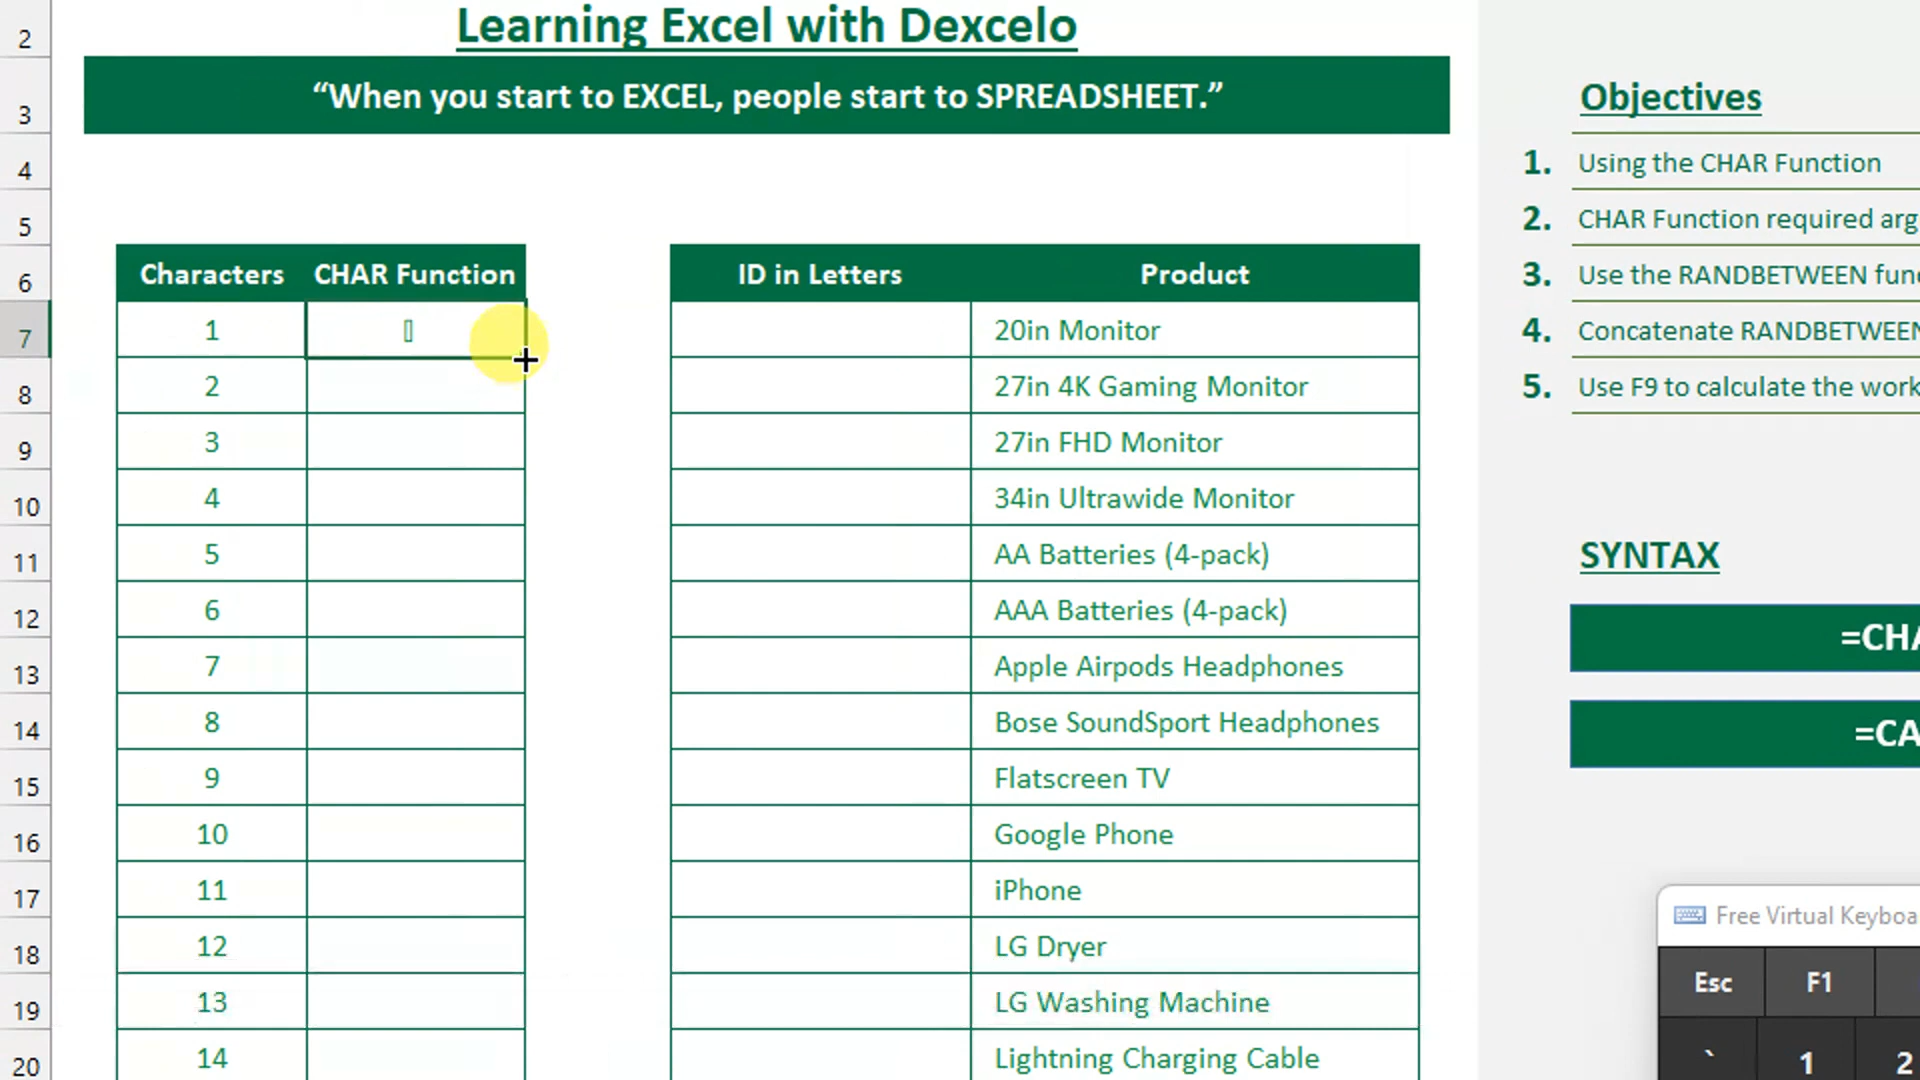 Learning Excel with Dexcelo
“When you start to EXCEL, people start to SPREADSHEET.”
2
3
4
5
6
7
8
9
10
11
12
13
14
15
16
17
18
19
20
Characters CHAR Function
1
2
3
4
5
6
7
8
9
10
11
12
13
14
ID in Letters Product
20in Monitor
27in 4K Gaming Monitor
27in FHD Monitor
34in Ultrawide Monitor
AA Batteries (4-pack)
AAA Batteries (4-pack)
Apple Airpods Headphones
Bose SoundSport Headphones
Flatscreen TV
Google Phone
iPhone
LG Dryer
LG Washing Machine
Lightning Charging Cable
Objectives
1. Using the CHAR Function
2. CHAR Function required arg
3. Use the RANDBETWEEN func
4. Concatenate RANDBETWEEN
5. Use F9 to calculate the work
SYNTAX
=CHA
=CA
Free Virtual Keyboa
Esc F1
` 1 2